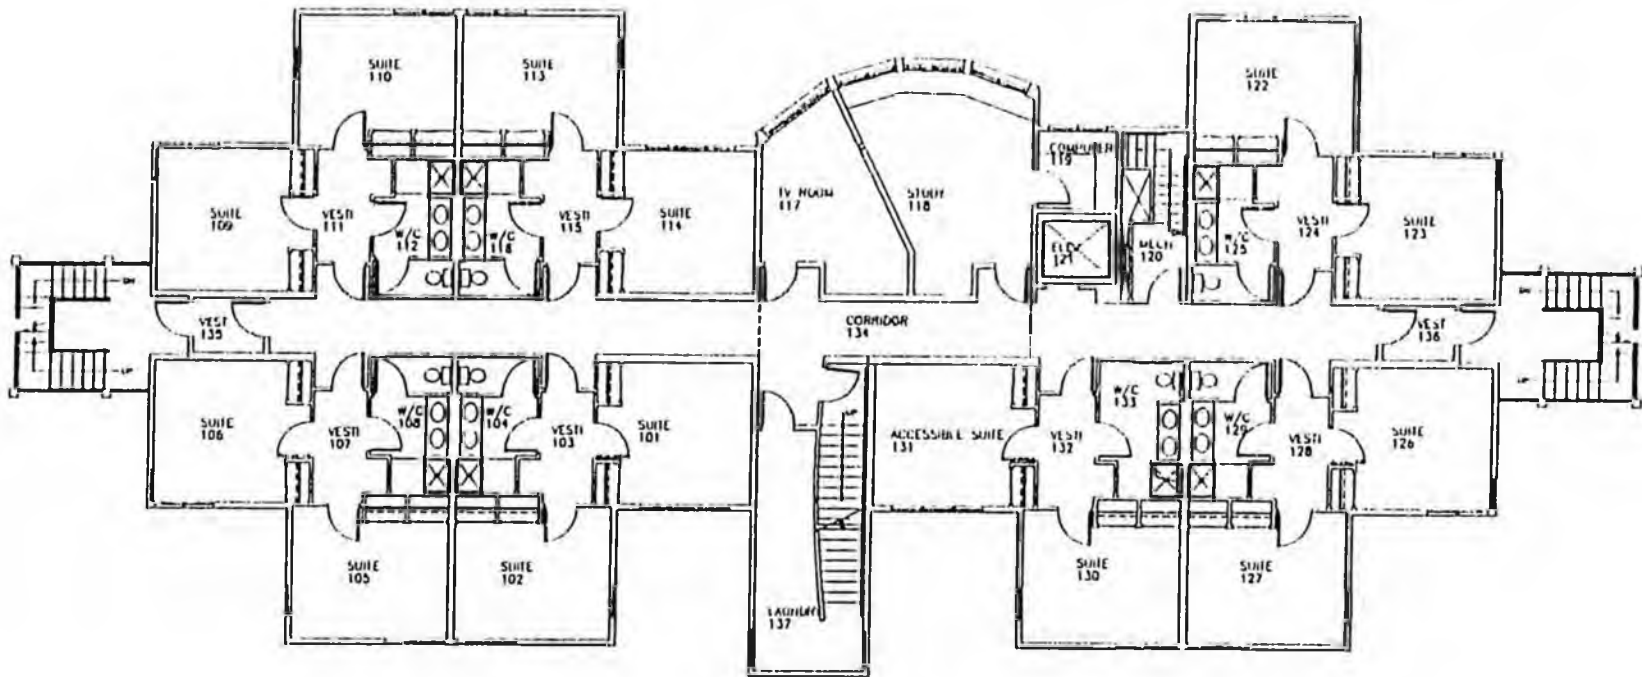 SUITE
110
SUITE
113
SUITE
122
COMPUTER
119
SUITE
109
VESTI
111
W/C
112
W/C
116
VESTI
115
SUITE
114
TV ROOM
117
STUDY
118
ELEV
121
MECH
120
W/C
125
VESTI
124
SUITE
123
DN
DN
VEST
135
CORRIDOR
134
VEST
136
UP
UP
SUITE
106
VESTI
107
W/C
108
W/C
104
VESTI
103
SUITE
101
UP
ACCESSIBLE SUITE
131
VESTI
132
W/C
133
W/C
129
VESTI
128
SUITE
126
SUITE
105
SUITE
102
SUITE
130
SUITE
127
LAUNDRY
137